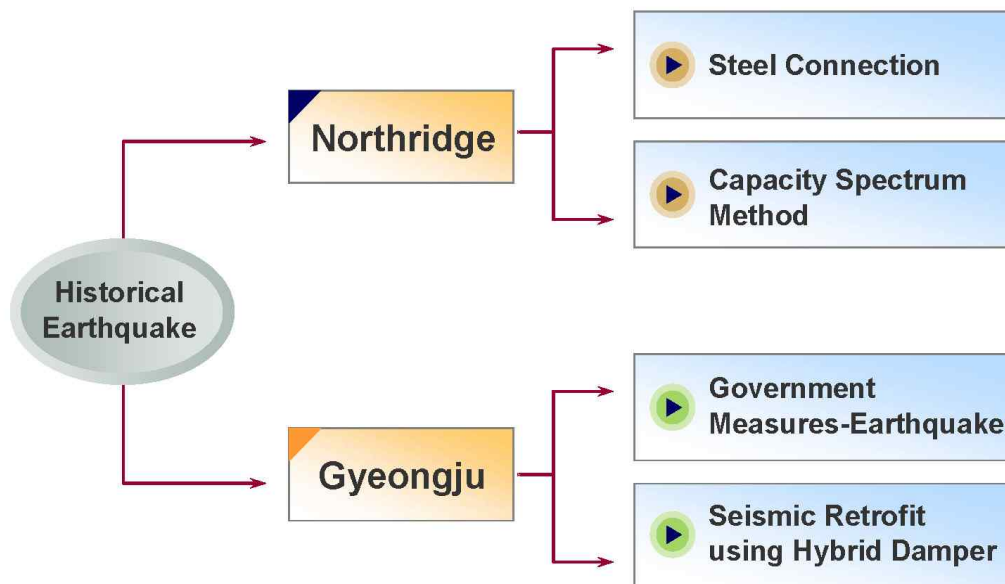 Historical
Earthquake
Northridge
Steel Connection
Capacity Spectrum
Method
Gyeongju
Government
Measures-Earthquake
Seismic Retrofit
using Hybrid Damper